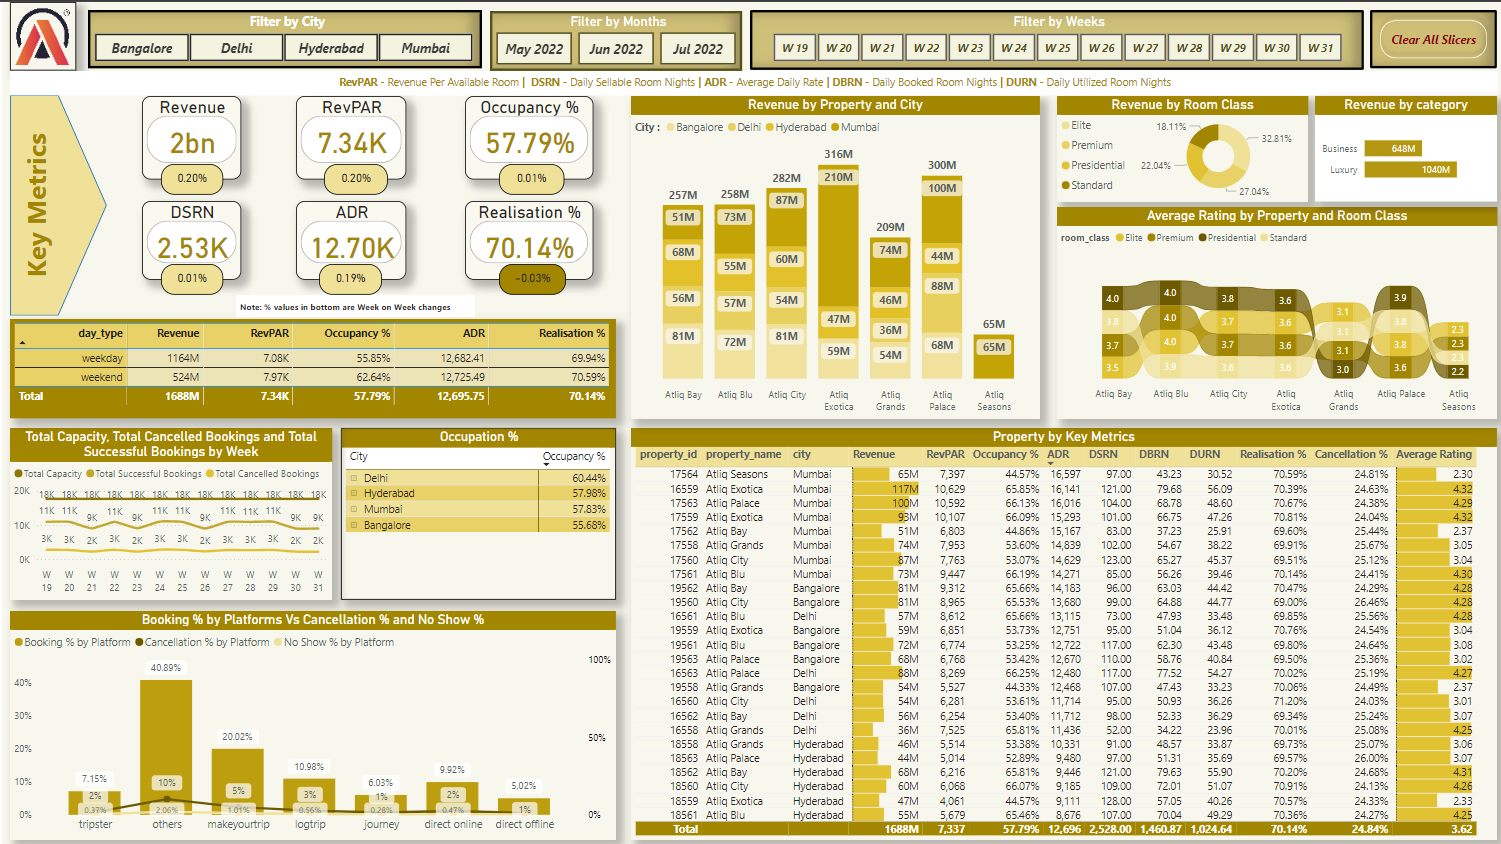 Filter by City
Bangalore Delhi Hyderabad Mumbai
Filter by Months
May 2022 Jun 2022 Jul 2022
Filter by Weeks
W 19 W 20 W 21 W 22 W 23 W 24 W 25 W 26 W 27 W 28 W 29 W 30 W 31
Clear All Slicers
RevPAR - Revenue Per Available Room | DSRN - Daily Sellable Room Nights | ADR - Average Daily Rate | DBRN - Daily Booked Room Nights | DURN - Daily Utilized Room Nights
Key Metrics
Revenue
2bn
0.20%
RevPAR
7.34K
0.20%
Occupancy %
57.79%
0.01%
DSRN
2.53K
0.01%
ADR
12.70K
0.19%
Realisation %
70.14%
-0.03%
Note: % values in bottom are Week on Week changes
day_type Revenue RevPAR Occupancy % ADR Realisation %
weekday 1164M 7.08K 55.85% 12,682.41 69.94%
weekend 524M 7.97K 62.64% 12,725.49 70.59%
Total 1688M 7.34K 57.79% 12,695.75 70.14%
Revenue by Property and City
City : Bangalore Delhi Hyderabad Mumbai
257M 258M 282M 316M 209M 300M 65M
51M 68M 56M 81M
73M 55M 57M 72M
87M 60M 54M 81M
210M 47M 59M
74M 46M 36M 54M
100M 44M 88M 68M
65M
Atliq Bay Atliq Blu Atliq City Atliq Exotica Atliq Grands Atliq Palace Atliq Seasons
Revenue by Room Class
Elite
Premium
Presidential
Standard
18.11%
32.81%
22.04%
27.04%
Revenue by category
Business 648M
Luxury 1040M
Average Rating by Property and Room Class
room_class Elite Premium Presidential Standard
4.0 3.8 3.7 3.5
4.0 4.0 4.0 3.9
3.8 3.7 3.7 3.6
3.6 3.6 3.6 3.6
3.1 3.1 3.1 3.0
3.9 3.8 3.8 3.6
2.3 2.3 2.3 2.2
Atliq Bay Atliq Blu Atliq City Atliq Exotica Atliq Grands Atliq Palace Atliq Seasons
Total Capacity, Total Cancelled Bookings and Total
Successful Bookings by Week
Total Capacity Total Successful Bookings Total Cancelled Bookings
20K
10K
0K
18K 18K 18K 18K 18K 18K 18K 18K 18K 18K 18K 18K 18K
11K 11K 9K 11K 9K 11K 11K 9K 11K 11K 11K 9K 9K
3K 3K 2K 3K 2K 3K 3K 2K 3K 3K 3K 2K 2K
W 19 W 20 W 21 W 22 W 23 W 24 W 25 W 26 W 27 W 28 W 29 W 30 W 31
Occupation %
City Occupancy %
Delhi 60.44%
Hyderabad 57.98%
Mumbai 57.83%
Bangalore 55.68%
Booking % by Platforms Vs Cancellation % and No Show %
Booking % by Platform Cancellation % by Platform No Show % by Platform
40%
30%
20%
10%
0%
100%
50%
0%
7.15% 40.89% 20.02% 10.98% 6.03% 9.92% 5.02%
2% 10% 5% 3% 1% 2% 1%
0.37% 2.06% 1.01% 0.56% 0.28% 0.47%
tripster others makeyourtrip logtrip journey direct online direct offline
Property by Key Metrics
property_id property_name city Revenue RevPAR Occupancy % ADR DSRN DBRN DURN Realisation % Cancellation % Average Rating
17564 Atliq Seasons Mumbai 65M 7,397 44.57% 16,597 97.00 43.23 30.52 70.59% 24.81% 2.30
16559 Atliq Exotica Mumbai 117M 10,629 65.85% 16,141 121.00 79.68 56.09 70.39% 24.63% 4.32
17563 Atliq Palace Mumbai 100M 10,592 66.13% 16,016 104.00 68.78 48.60 70.67% 24.38% 4.29
17559 Atliq Exotica Mumbai 93M 10,107 66.09% 15,293 101.00 66.75 47.26 70.81% 24.04% 4.32
17562 Atliq Bay Mumbai 51M 6,803 44.86% 15,167 83.00 37.23 25.91 69.60% 25.44% 2.37
17558 Atliq Grands Mumbai 74M 7,953 53.60% 14,839 102.00 54.67 38.22 69.91% 25.67% 3.05
17560 Atliq City Mumbai 87M 7,763 53.07% 14,629 123.00 65.27 45.37 69.51% 25.12% 3.04
17561 Atliq Blu Mumbai 73M 9,447 66.19% 14,271 85.00 56.26 39.46 70.14% 24.41% 4.30
19562 Atliq Bay Bangalore 81M 9,312 65.66% 14,183 96.00 63.03 44.42 70.47% 24.29% 4.28
19560 Atliq City Bangalore 81M 8,965 65.53% 13,680 99.00 64.88 44.77 69.00% 26.46% 4.28
16561 Atliq Blu Delhi 57M 8,612 65.66% 13,115 73.00 47.93 33.48 69.85% 25.56% 4.28
19559 Atliq Exotica Bangalore 59M 6,851 53.73% 12,751 95.00 51.04 36.12 70.76% 24.54% 3.04
19561 Atliq Blu Bangalore 72M 6,774 53.25% 12,722 117.00 62.30 43.48 69.80% 24.64% 3.08
19563 Atliq Palace Bangalore 68M 6,768 53.42% 12,670 110.00 58.76 40.84 69.50% 25.36% 3.02
16563 Atliq Palace Delhi 88M 8,269 66.25% 12,480 117.00 77.52 54.27 70.02% 25.19% 4.27
19558 Atliq Grands Bangalore 54M 5,527 44.33% 12,468 107.00 47.43 33.23 70.06% 24.49% 2.37
16560 Atliq City Delhi 54M 6,281 53.61% 11,714 95.00 50.93 36.26 71.20% 24.03% 3.01
16562 Atliq Bay Delhi 56M 6,254 53.40% 11,712 98.00 52.33 36.29 69.34% 25.24% 3.07
16558 Atliq Grands Delhi 36M 7,525 65.81% 11,436 52.00 34.22 23.96 70.01% 25.08% 4.25
18558 Atliq Grands Hyderabad 46M 5,514 53.38% 10,331 91.00 48.57 33.87 69.73% 25.07% 3.06
18563 Atliq Palace Hyderabad 44M 5,014 52.89% 9,480 97.00 51.31 35.69 69.57% 26.00% 3.07
18562 Atliq Bay Hyderabad 68M 6,216 65.81% 9,446 121.00 79.63 55.90 70.20% 24.68% 4.31
18560 Atliq City Hyderabad 60M 6,068 66.07% 9,185 109.00 72.01 51.07 70.91% 24.13% 4.26
18559 Atliq Exotica Hyderabad 47M 4,061 44.57% 9,111 128.00 57.05 40.26 70.57% 24.33% 2.33
18561 Atliq Blu Hyderabad 55M 5,679 65.46% 8,676 107.00 70.04 49.29 70.36% 24.27% 4.25
Total 1688M 7,337 57.79% 12,696 2,528.00 1,460.87 1,024.64 70.14% 24.84% 3.62